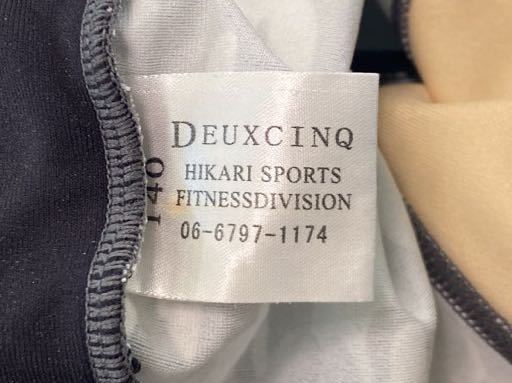 DEUXCINQ
HIKARI SPORTS
FITNESSDIVISION
06-6797-1174
140